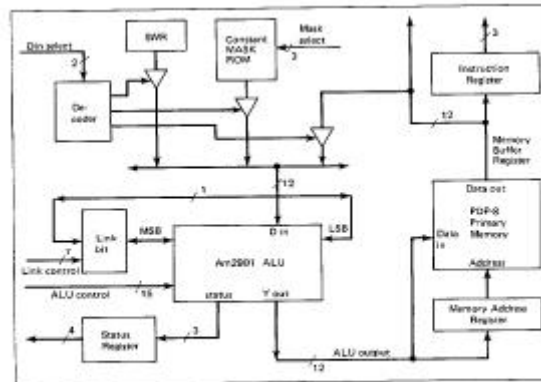 Din select
2
SWR
Constant
MASK
ROM
Mask
select
3
3
Instruction
Register
De-
coder
12
Memory
Buffer
Register
12
1
Data out
PDP-8
Primary
Memory
Data
in
Address
Link
bit
MSB
LSB
D in
Am2901 ALU
status
Y out
7
Link control
ALU control
15
4
Status
Register
3
Memory Address
Register
12
ALU output